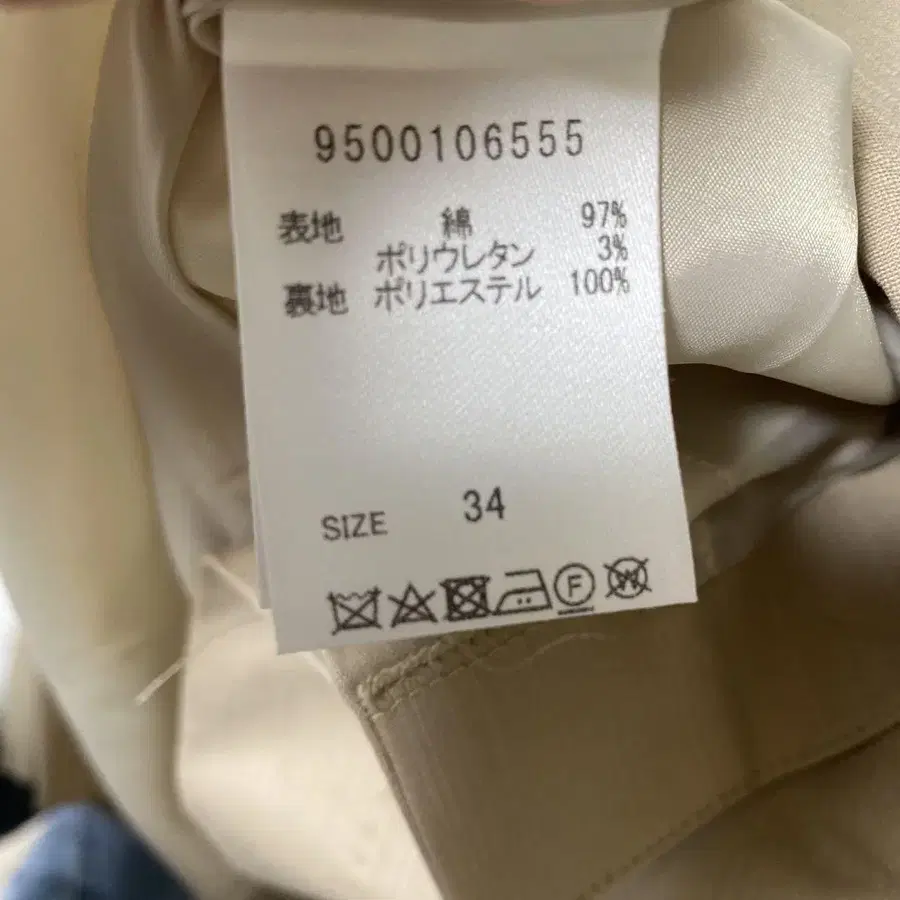 9500106555
表地 綿 97%
ポリウレタン 3%
裏地 ポリエステル 100%
SIZE 34
F W